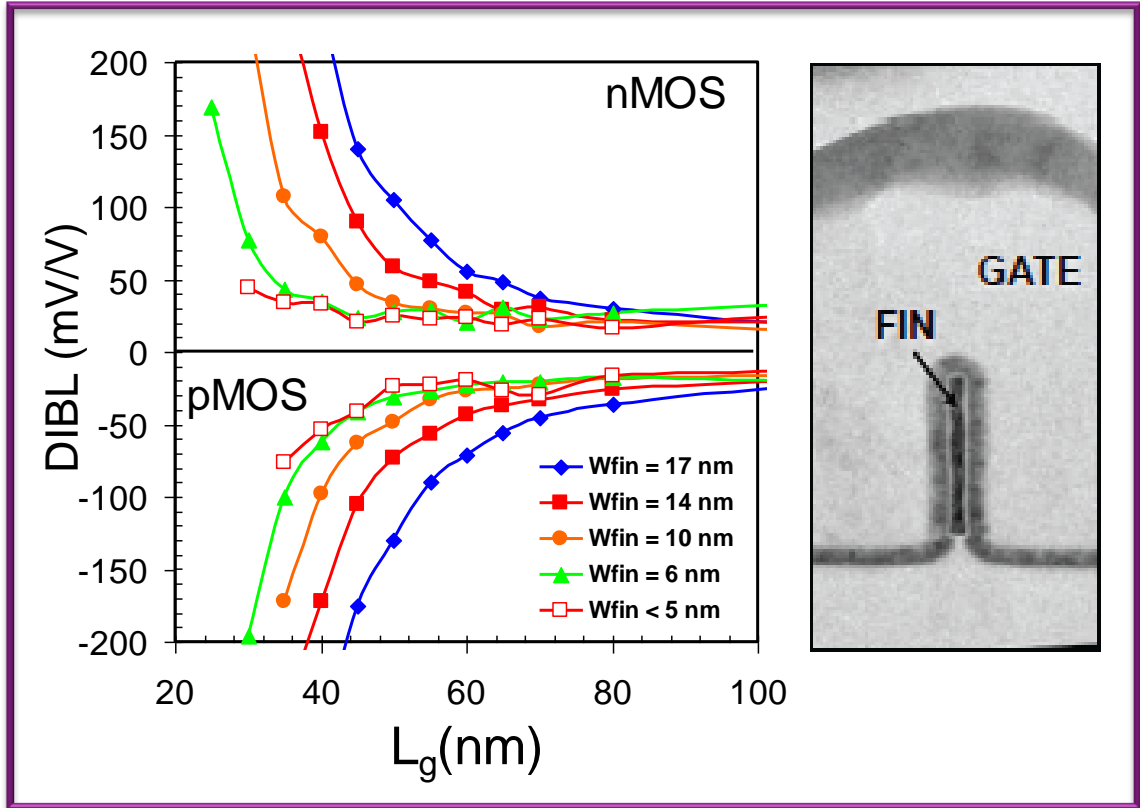 200
150
100
50
0
-50
-100
-150
-200
DIBL (mV/V)
nMOS
pMOS
Wfin = 17 nm
Wfin = 14 nm
Wfin = 10 nm
Wfin = 6 nm
Wfin < 5 nm
20 40 60 80 100
Lg(nm)
GATE
FIN